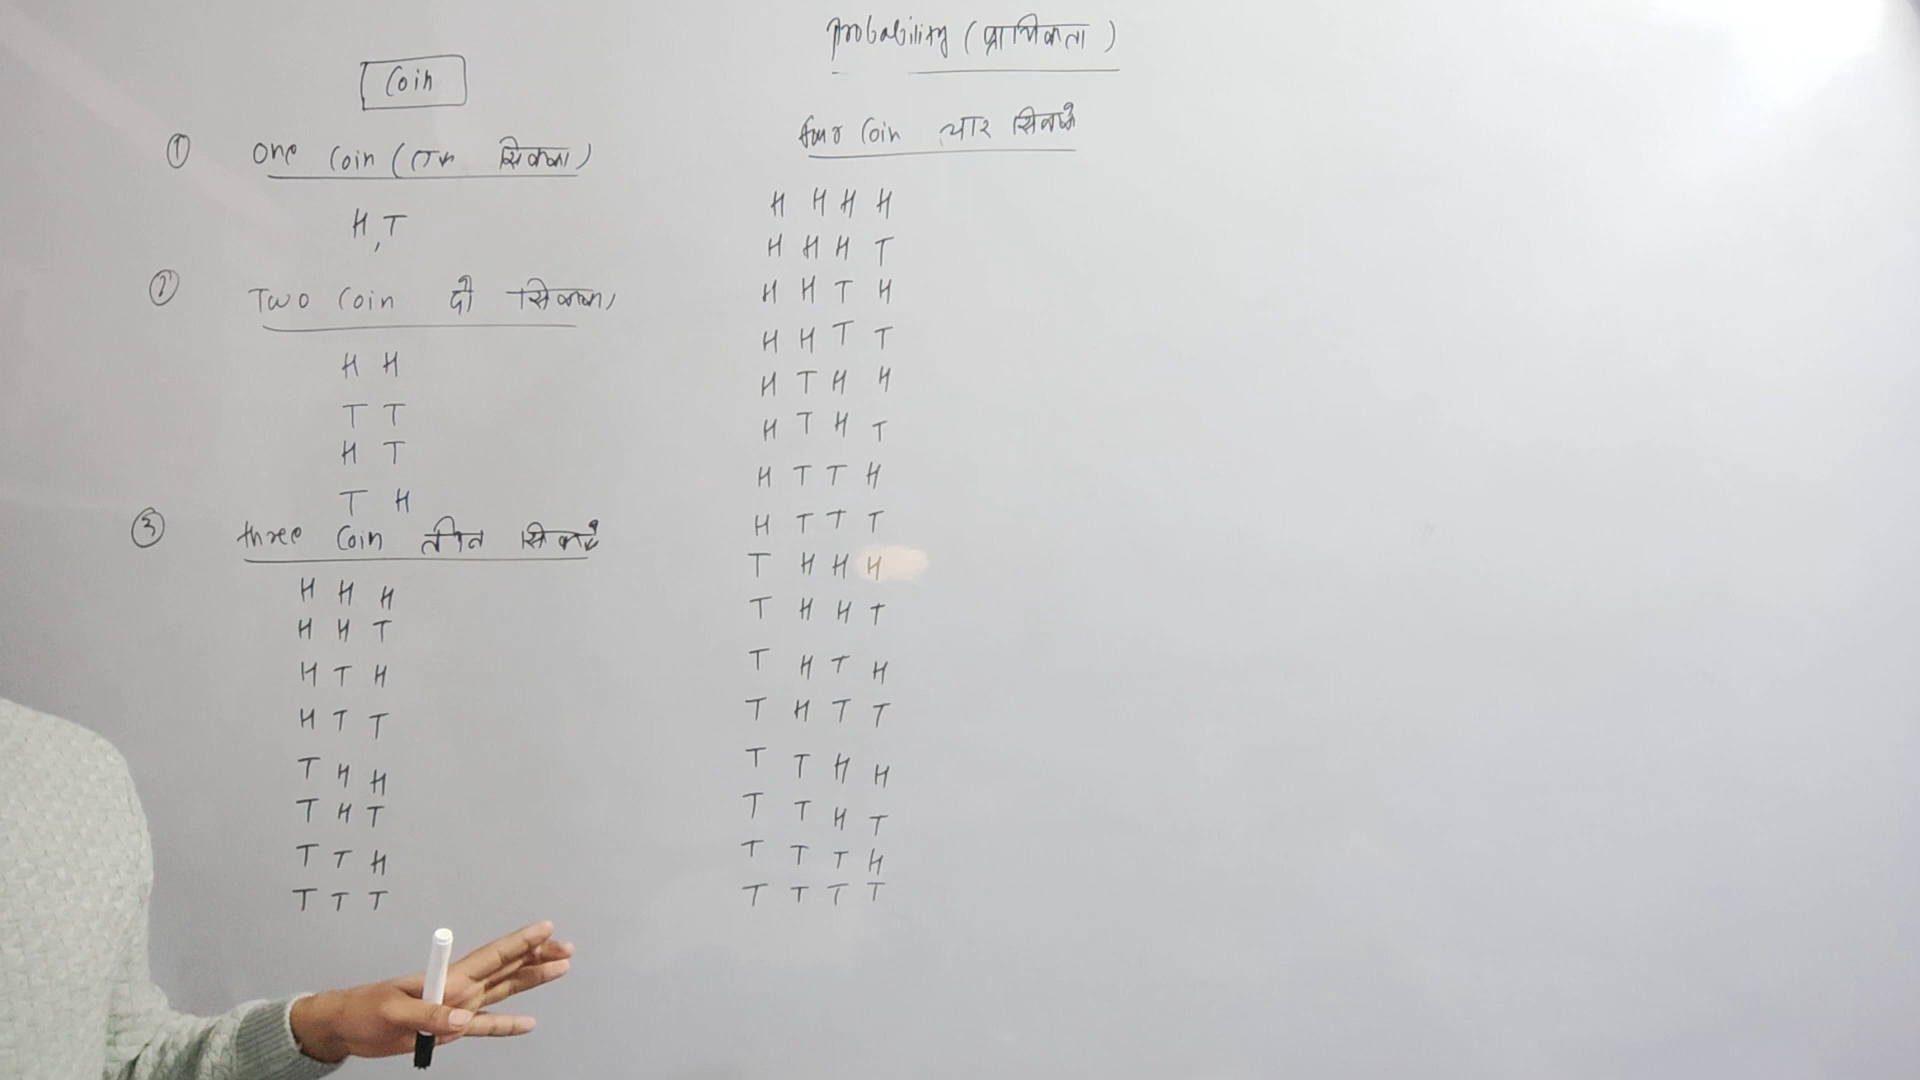 Probability (प्रायिकता)
Coin
① one Coin (एक सिक्का)
H, T
② Two Coin दो सिक्का
H H
T T
H T
T H
③ three Coin तीन सिक्के
H H H
H H T
H T H
H T T
T H H
T H T
T T H
T T T
four Coin चार सिक्के
H H H H
H H H T
H H T H
H H T T
H T H H
H T H T
H T T H
H T T T
T H H H
T H H T
T H T H
T H T T
T T H H
T T H T
T T T H
T T T T